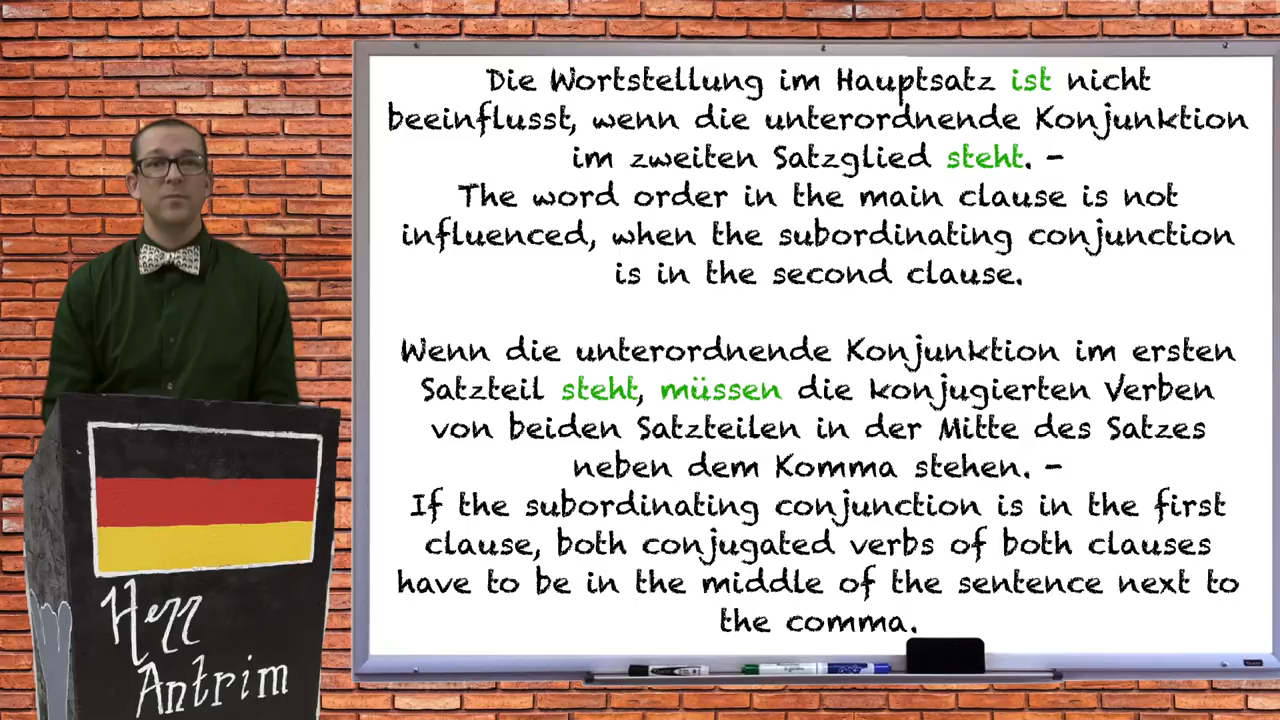 Die Wortstellung im Hauptsatz ist nicht
beeinflusst, wenn die unterordnende Konjunktion
im zweiten Satzglied steht. -
The word order in the main clause is not
influenced, when the subordinating conjunction
is in the second clause.
Wenn die unterordnende Konjunktion im ersten
Satzteil steht, müssen die konjugierten Verben
von beiden Satzteilen in der Mitte des Satzes
neben dem Komma stehen. -
If the subordinating conjunction is in the first
clause, both conjugated verbs of both clauses
have to be in the middle of the sentence next to
the comma.
Herr
Antrim